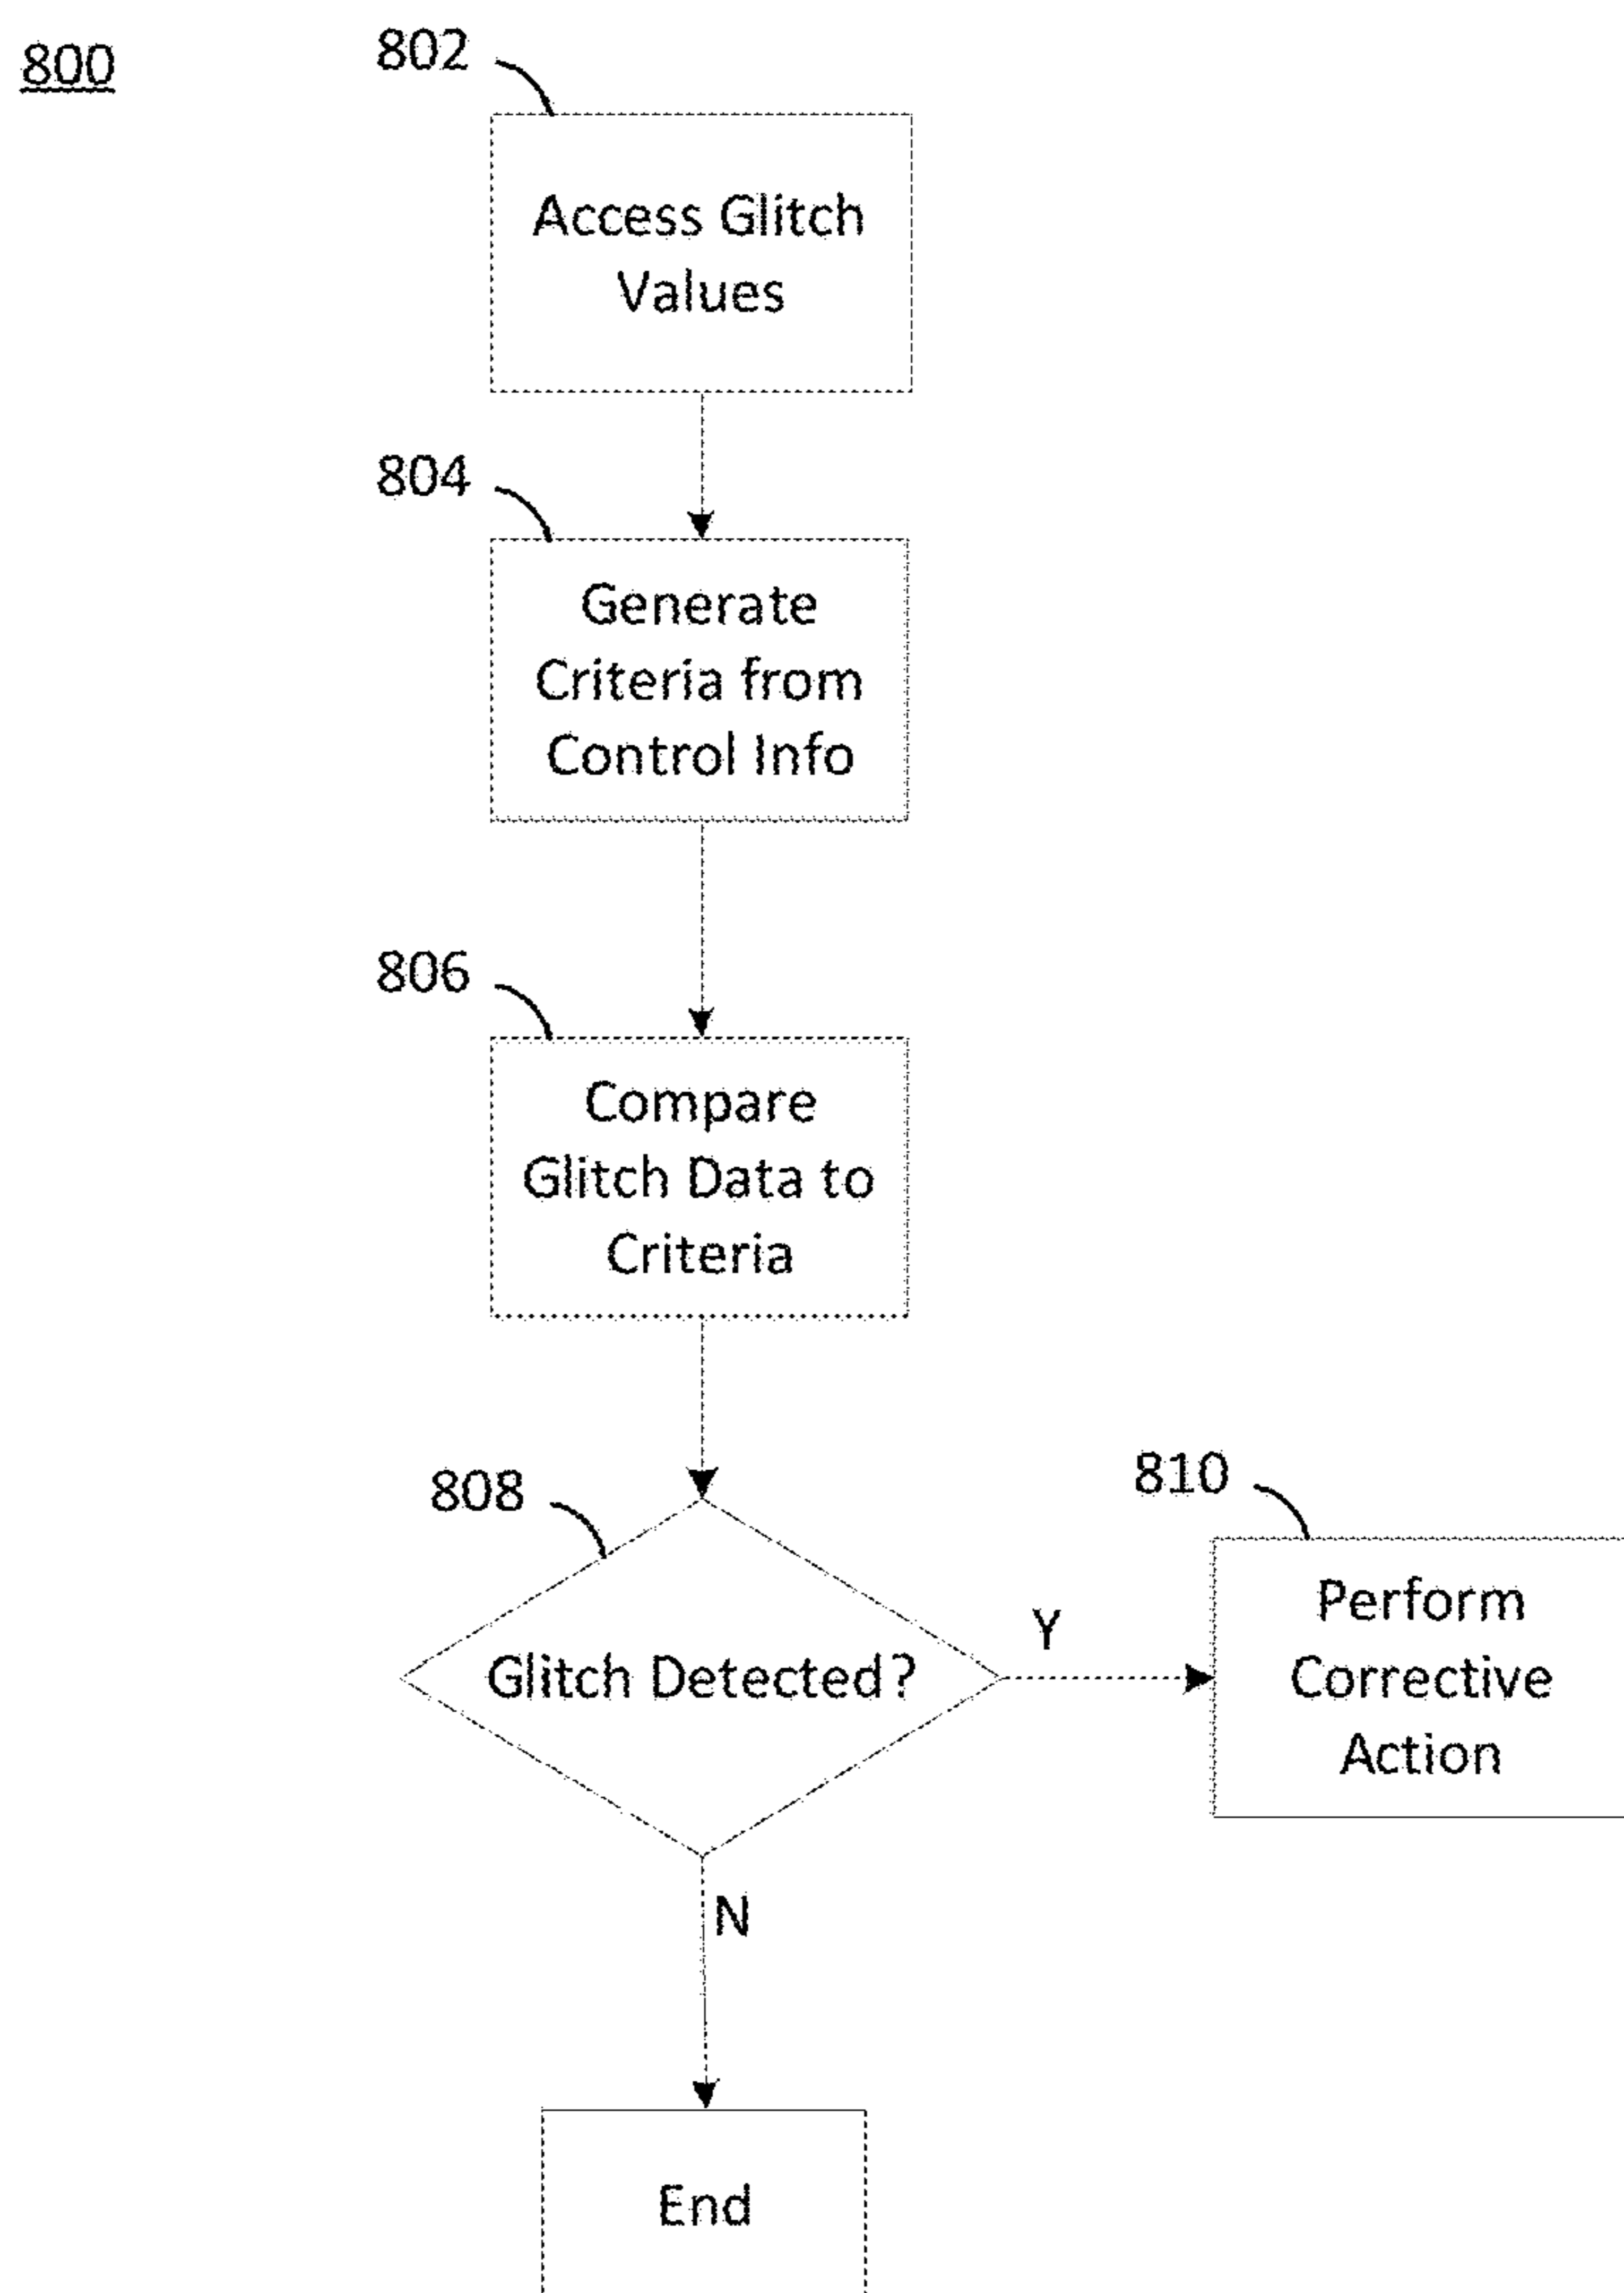 800
802
Access Glitch
Values
804
Generate
Criteria from
Control Info
806
Compare
Glitch Data to
Criteria
808
Glitch Detected?
Y
810
Perform
Corrective
Action
N
End